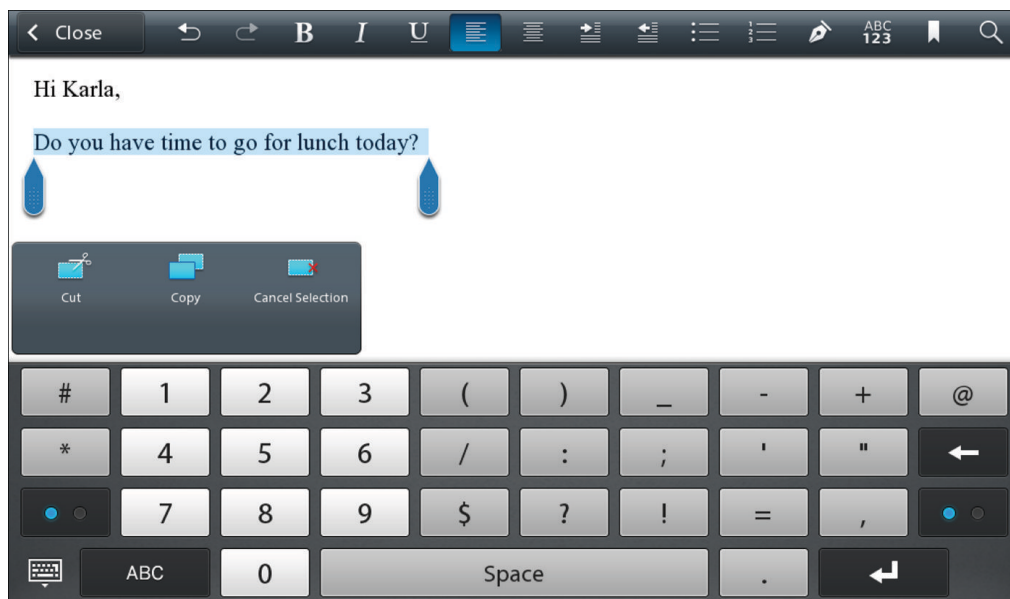 Close B I U ABC 123
Hi Karla,
Do you have time to go for lunch today?
Cut Copy Cancel Selection
# 1 2 3 ( ) _ - + @
* 4 5 6 / : ; ' "
7 8 9 $ ? ! = ,
ABC 0 Space .